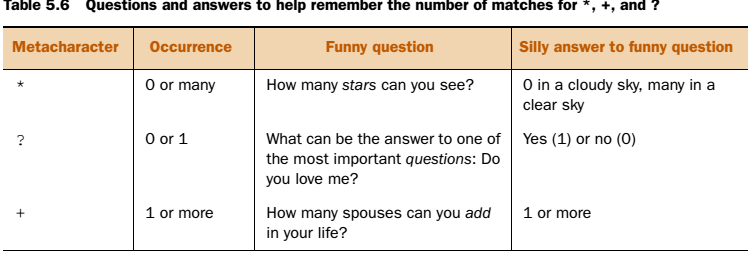 Table 5.6 Questions and answers to help remember the number of matches for *, +, and ?
Metacharacter Occurrence Funny question Silly answer to funny question
* 0 or many How many stars can you see? 0 in a cloudy sky, many in a
clear sky
? 0 or 1 What can be the answer to one of Yes (1) or no (0)
the most important questions: Do
you love me?
+ 1 or more How many spouses can you add 1 or more
in your life?